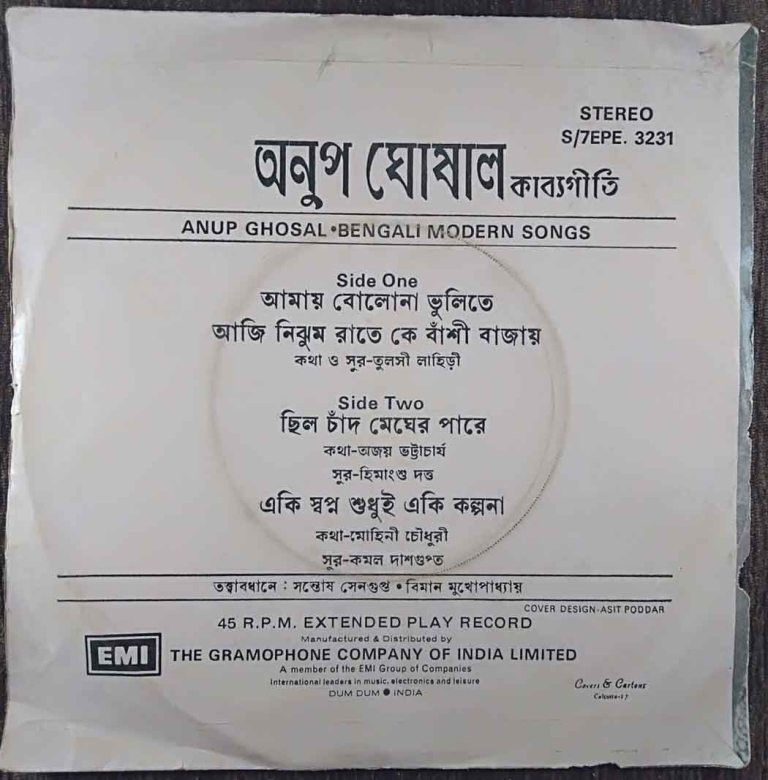 STEREO
S/7EPE. 3231
অনুপ ঘোষাল কাব্যগীতি
ANUP GHOSAL•BENGALI MODERN SONGS
Side One
আমায় বোলোনা ভুলিতে
আজি নিঝুম রাতে কে বাঁশী বাজায়
কথা ও সুর-তুলসী লাহিড়ী
Side Two
ছিল চাঁদ মেঘের পারে
কথা-অজয় ভট্টাচার্য
সুর-হিমাংশু দত্ত
একি স্বপ্ন শুধুই একি কল্পনা
কথা-মোহিনী চৌধুরী
সুর-কমল দাশগুপ্ত
তত্বাবধানে : সন্তোষ সেনগুপ্ত • বিমান মুখোপাধ্যায়
COVER DESIGN-ASIT PODDAR
45 R.P.M. EXTENDED PLAY RECORD
Manufactured & Distributed by
EMI THE GRAMOPHONE COMPANY OF INDIA LIMITED
A member of the EMI Group of Companies
International leaders in music, electronics and leisure
DUM DUM ● INDIA
Covers & Cartons
Calcutta-17